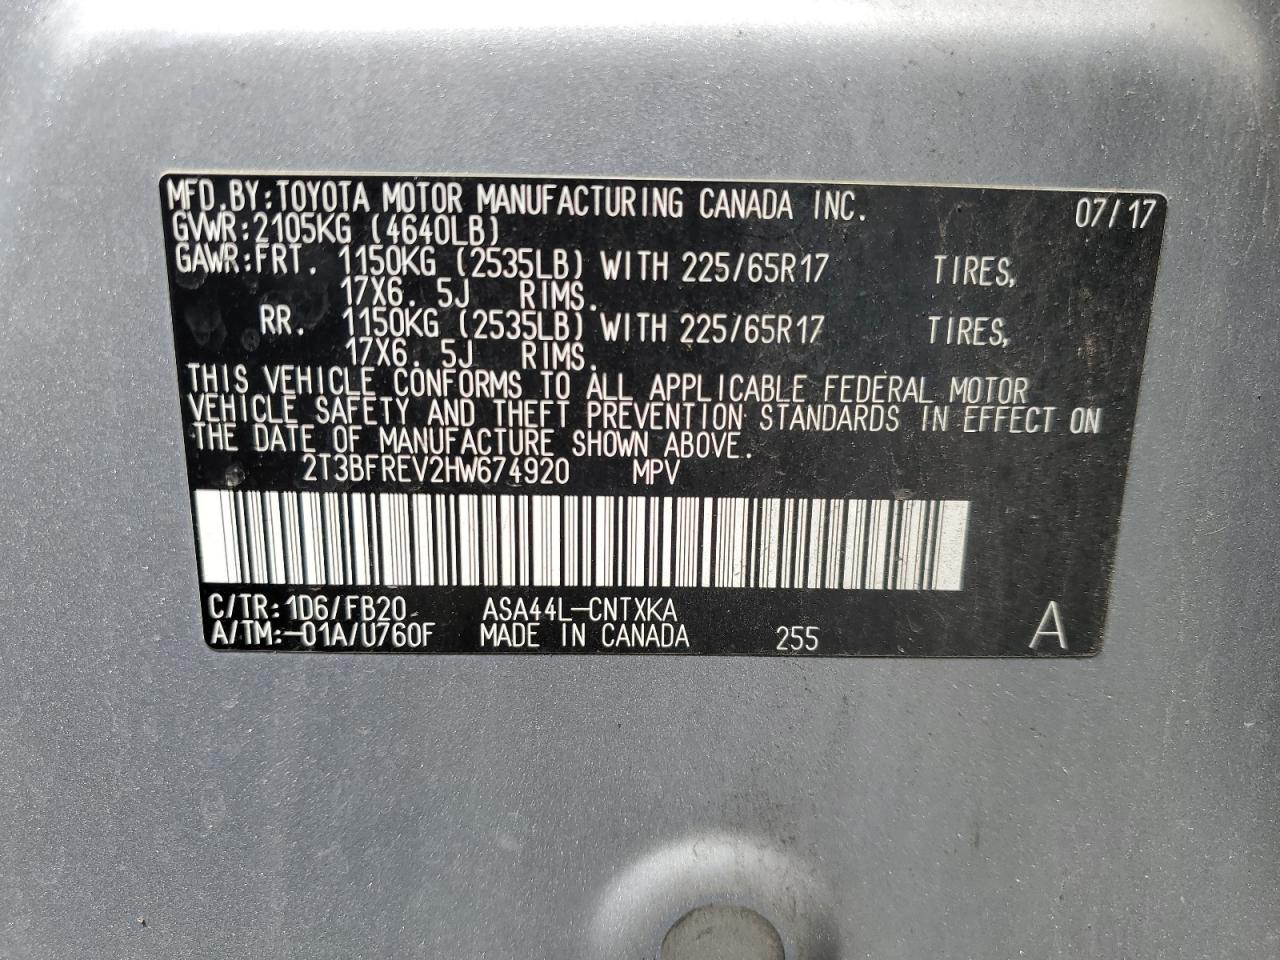 MFD.BY:TOYOTA MOTOR MANUFACTURING CANADA INC. 07/17
GVWR:2105KG (4640LB)
GAWR:FRT. 1150KG (2535LB) WITH 225/65R17 TIRES,
17X6. 5J RIMS.
RR. 1150KG (2535LB) WITH 225/65R17 TIRES,
17X6. 5J RIMS.
THIS VEHICLE CONFORMS TO ALL APPLICABLE FEDERAL MOTOR
VEHICLE SAFETY AND THEFT PREVENTION STANDARDS IN EFFECT ON
THE DATE OF MANUFACTURE SHOWN ABOVE.
2T3BFREV2HW674920 MPV
C/TR:1D6/FB20 ASA44L-CNTXKA
A/TM:-01A/U760F MADE IN CANADA 255 A